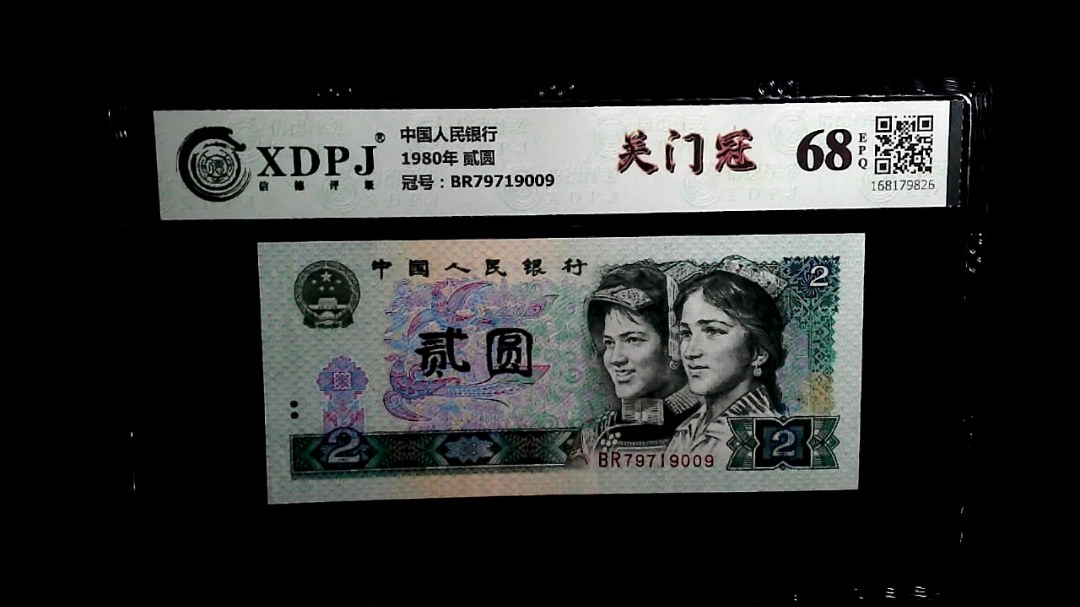 XDPJ®
信德评级
中国人民银行
1980年 贰圆
冠号：BR79719009
关门冠
68
EPQ
168179826
中国人民银行
2
贰圆
2
BR79719009
2